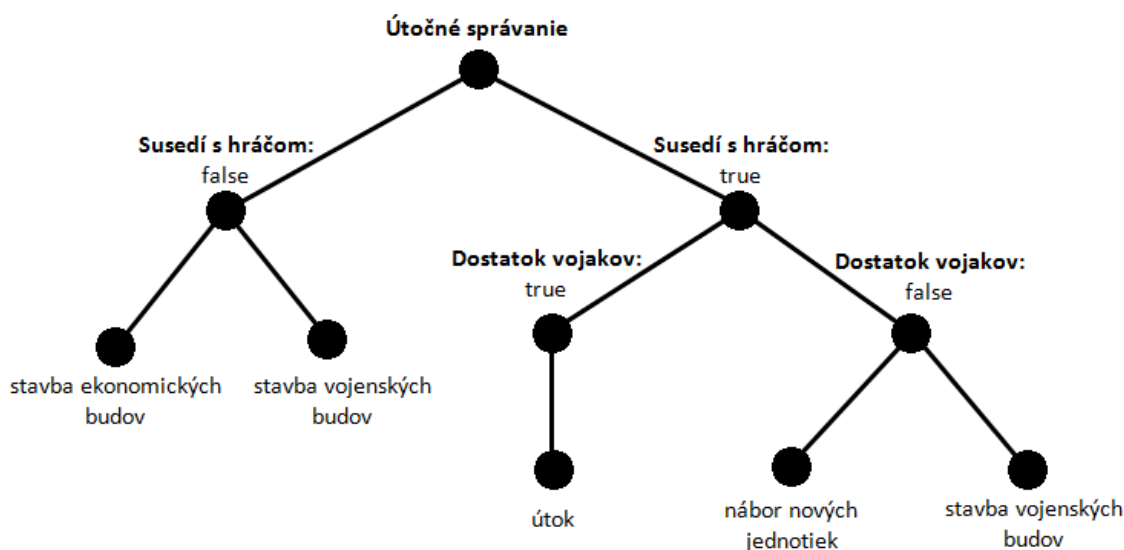 Útočné správanie
Susedí s hráčom:
false
Susedí s hráčom:
true
Dostatok vojakov:
true
Dostatok vojakov:
false
stavba ekonomických
budov
stavba vojenských
budov
útok
nábor nových
jednotiek
stavba vojenských
budov